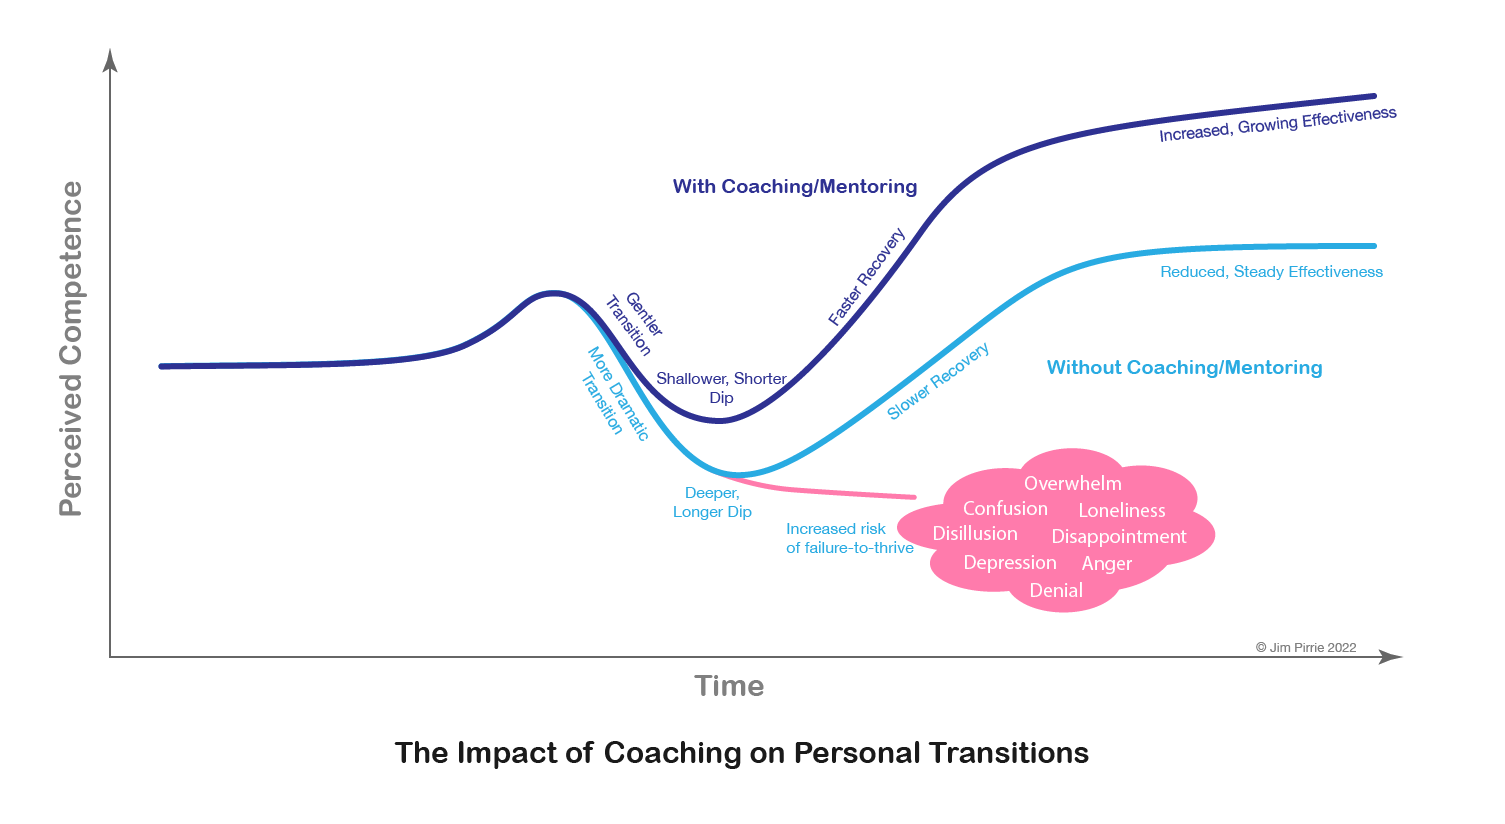 Perceived Competence
With Coaching/Mentoring
Increased, Growing Effectiveness
Faster Recovery
Gentler
Transition
Shallower, Shorter
Dip
More Dramatic
Transition
Reduced, Steady Effectiveness
Without Coaching/Mentoring
Slower Recovery
Deeper,
Longer Dip
Increased risk
of failure-to-thrive
Overwhelm
Confusion
Loneliness
Disillusion
Disappointment
Depression
Anger
Denial
© Jim Pirrie 2022
Time
The Impact of Coaching on Personal Transitions